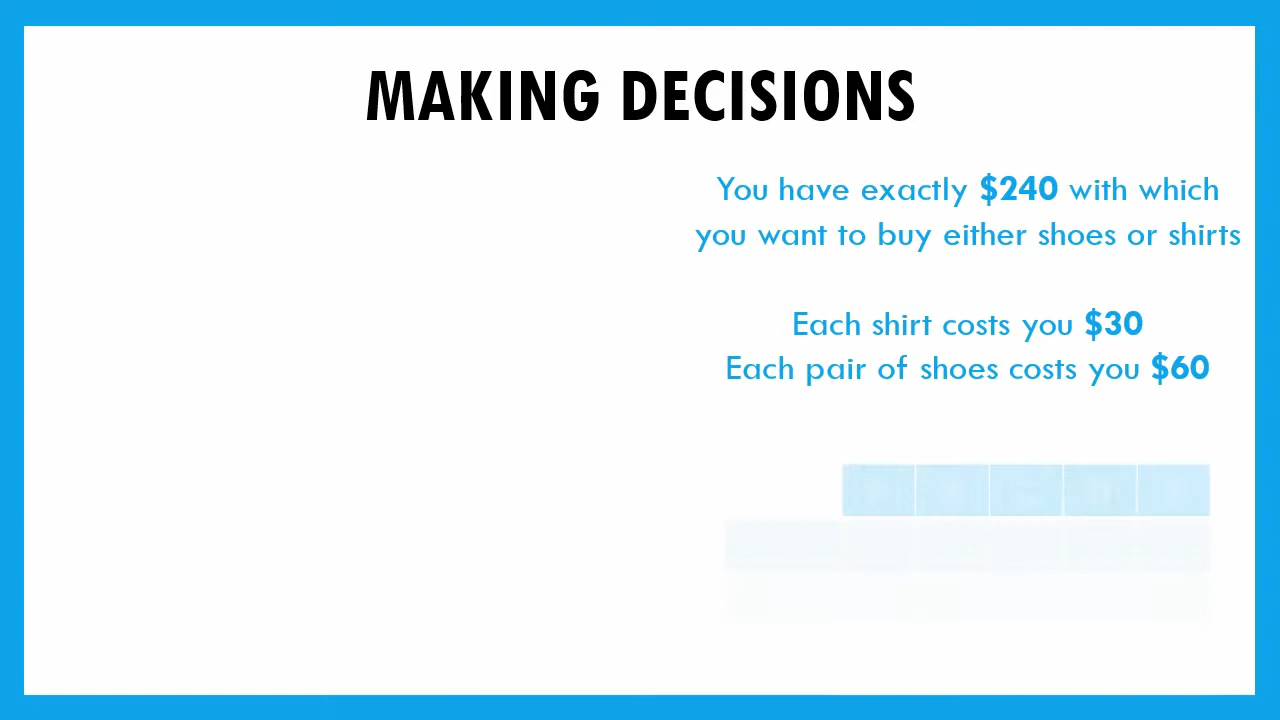 MAKING DECISIONS
You have exactly $240 with which
you want to buy either shoes or shirts
Each shirt costs you $30
Each pair of shoes costs you $60